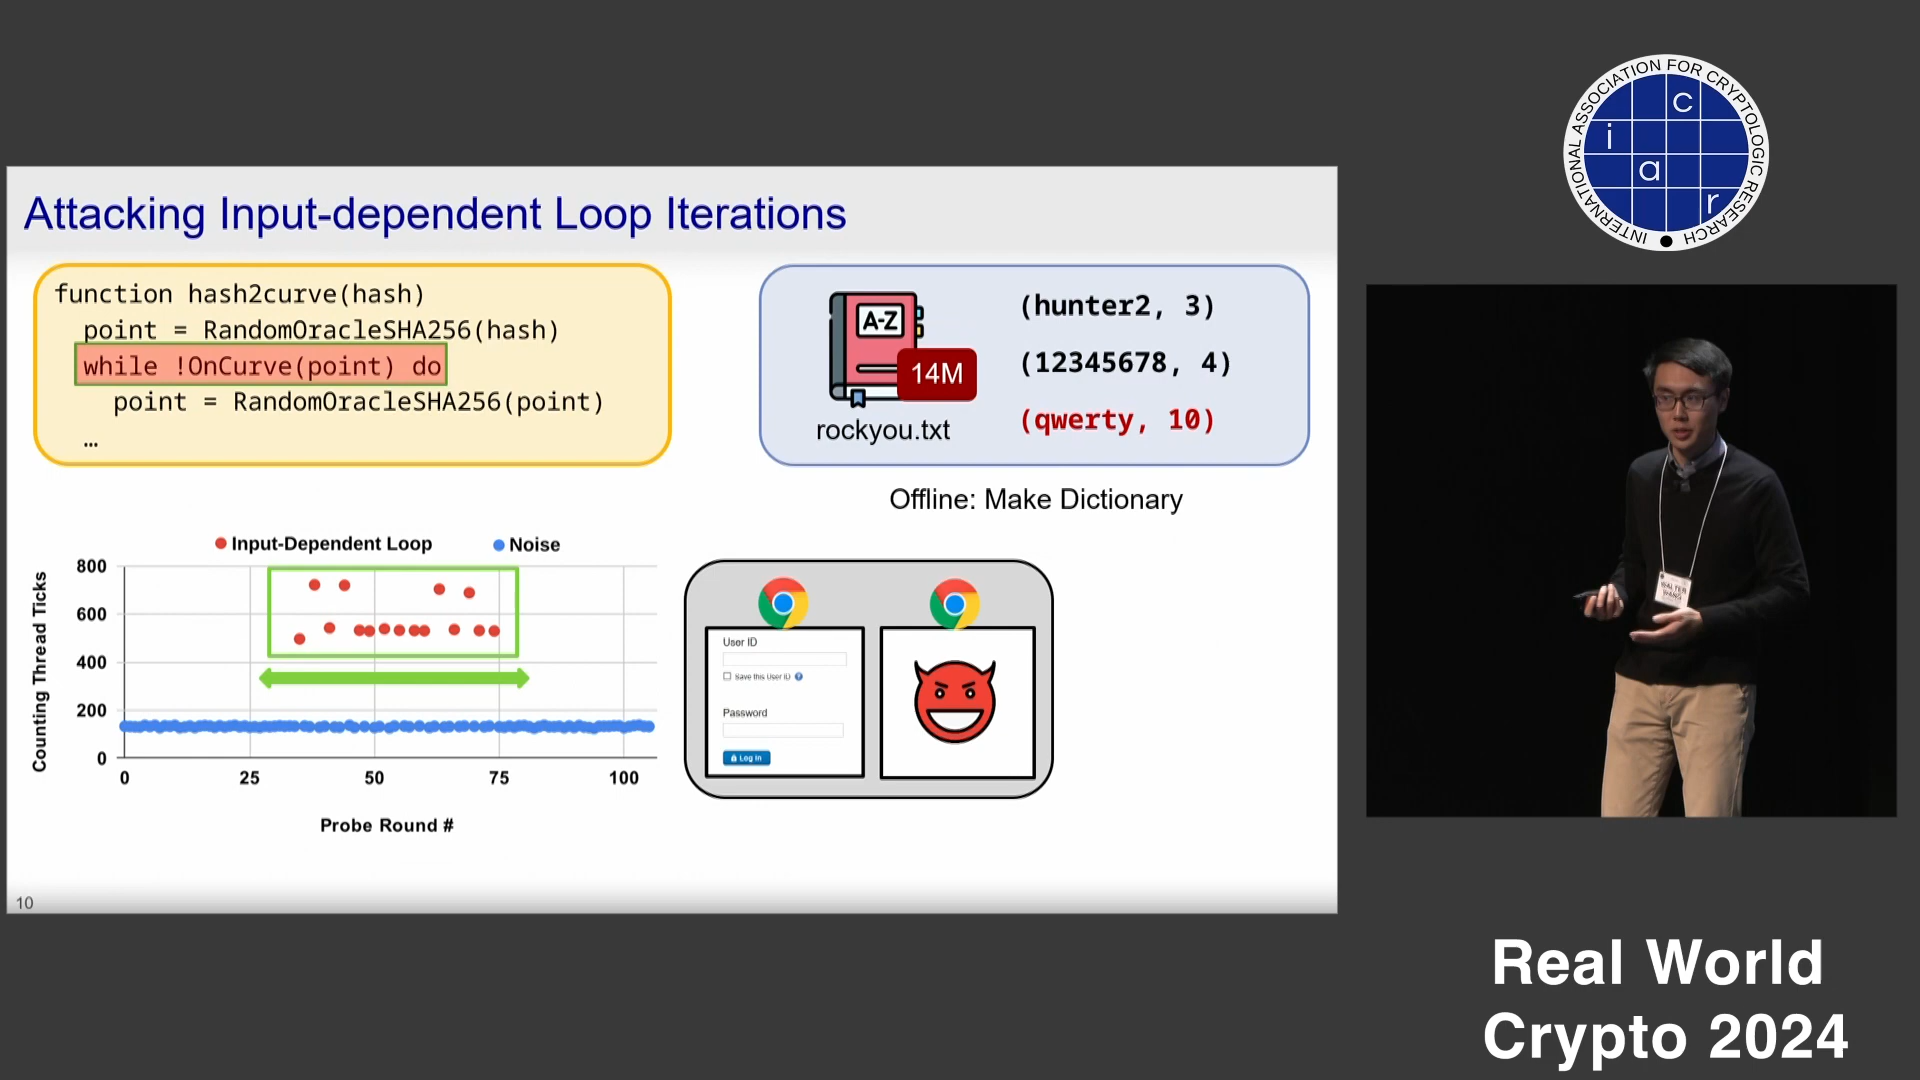 Attacking Input-dependent Loop Iterations
function hash2curve(hash)
point = RandomOracleSHA256(hash)
while !OnCurve(point) do
point = RandomOracleSHA256(point)
…
A-Z
14M
rockyou.txt
(hunter2, 3)
(12345678, 4)
(qwerty, 10)
Offline: Make Dictionary
Input-Dependent Loop
Noise
Counting Thread Ticks
800
600
400
200
0
0 25 50 75 100
Probe Round #
User ID
Save this User ID ?
Password
Log In
10
INTERNATIONAL ASSOCIATION FOR CRYPTOLOGIC RESEARCH
i a c r
WALTER
WANG
Real World
Crypto 2024